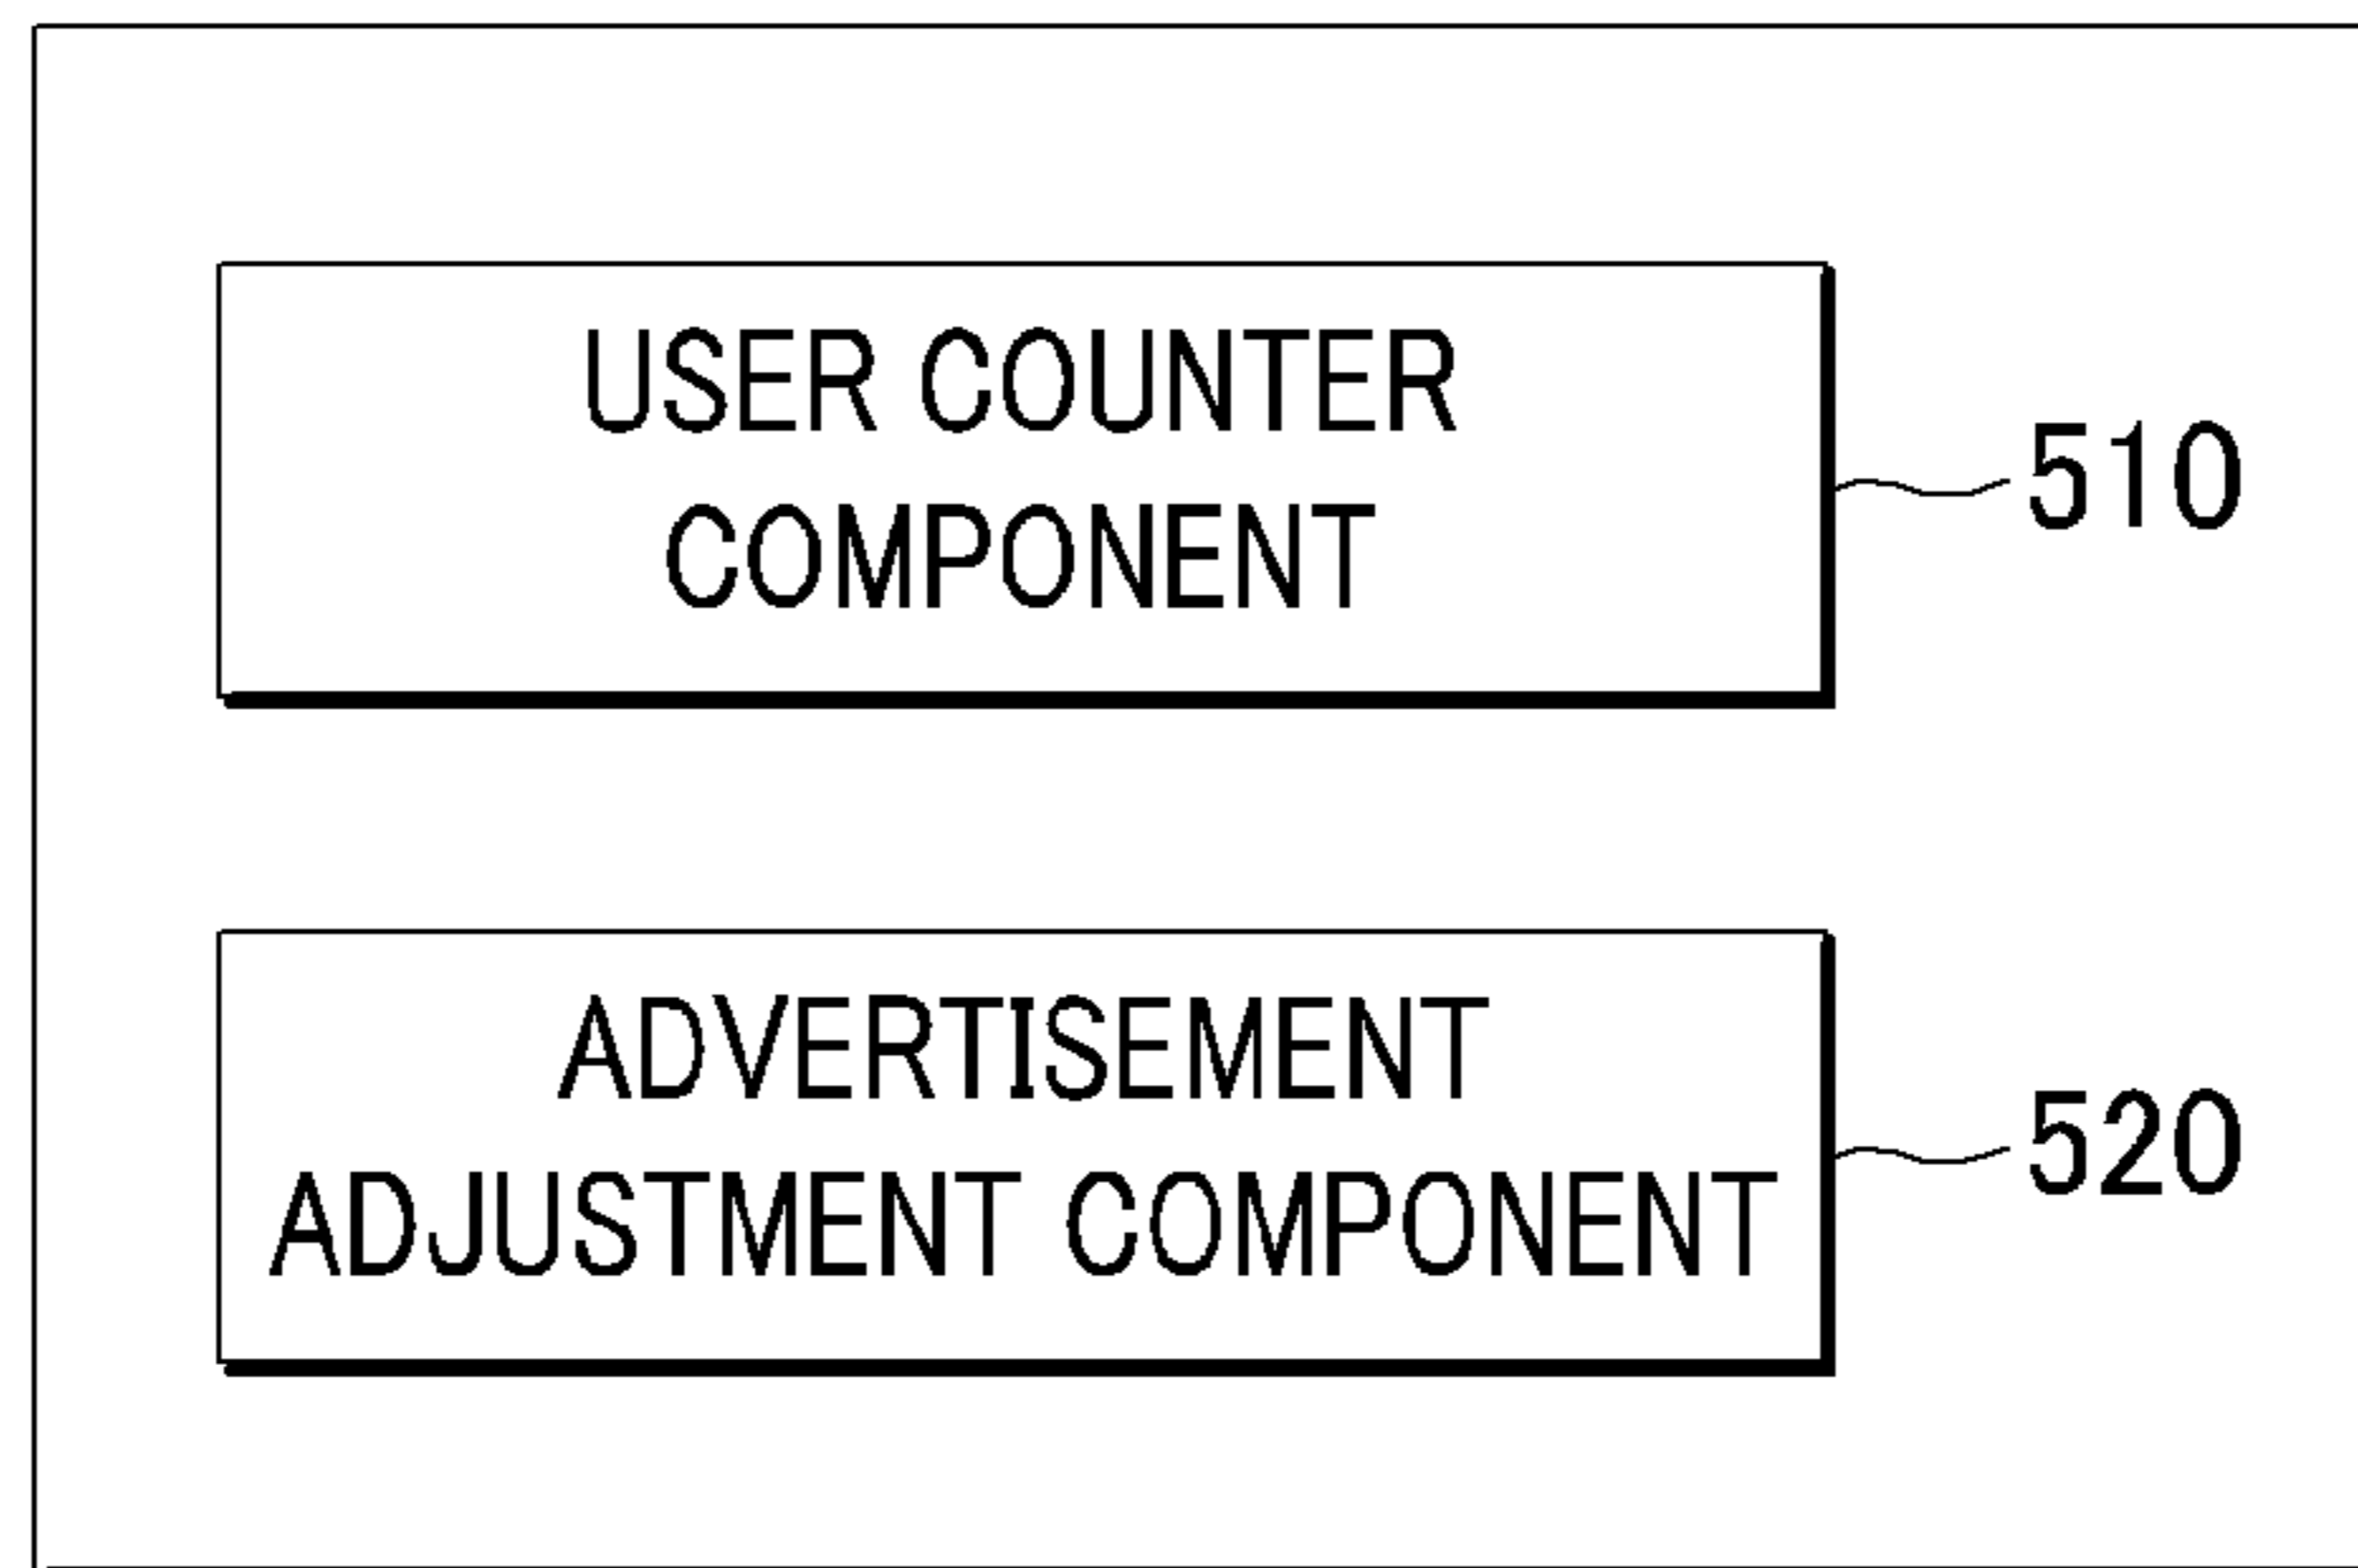 USER COUNTER
COMPONENT
510
ADVERTISEMENT
ADJUSTMENT COMPONENT
520